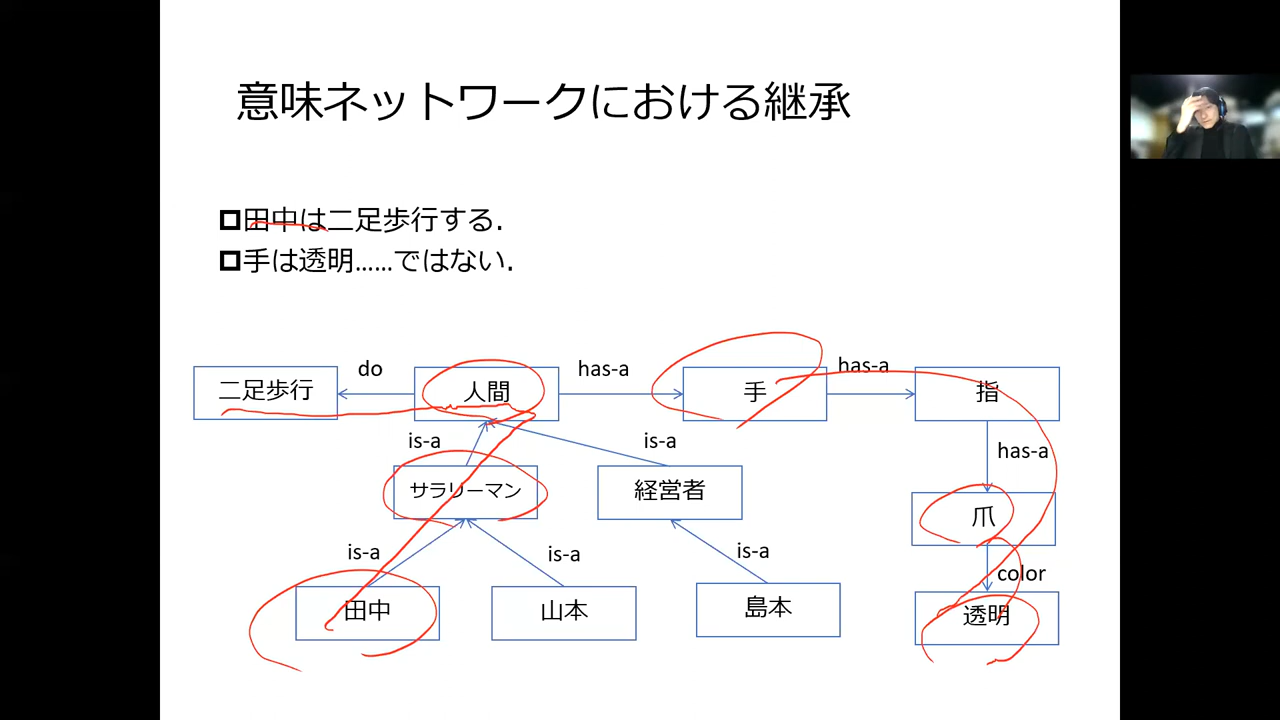 意味ネットワークにおける継承
田中は二足歩行する.
手は透明......ではない.
二足歩行
do
人間
has-a
手
has-a
指
is-a
is-a
has-a
サラリーマン
経営者
爪
is-a
is-a
is-a
color
田中
山本
島本
透明